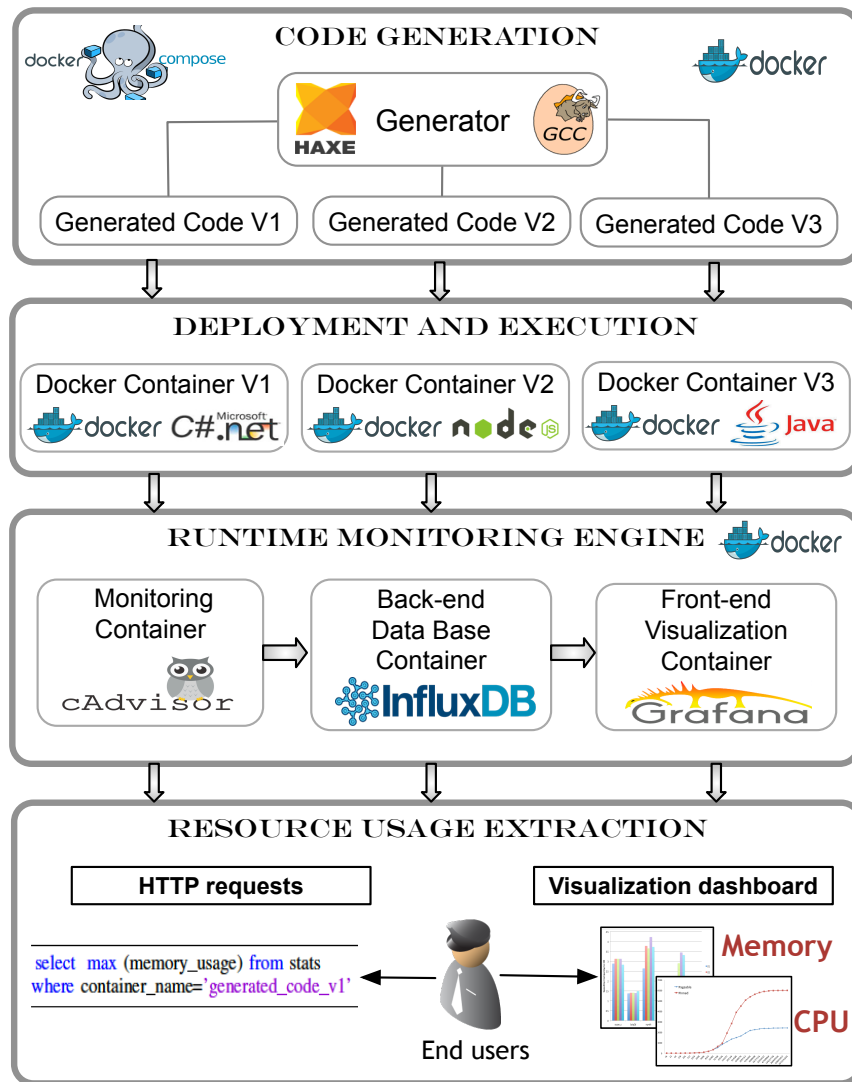 CODE GENERATION
docker compose
docker
HAXE
Generator
GCC
Generated Code V1
Generated Code V2
Generated Code V3
DEPLOYMENT AND EXECUTION
Docker Container V1
docker C# Microsoft .net
Docker Container V2
docker node JS
Docker Container V3
docker Java
RUNTIME MONITORING ENGINE
docker
Monitoring
Container
cAdvisor
Back-end
Data Base
Container
InfluxDB
Front-end
Visualization
Container
Grafana
RESOURCE USAGE EXTRACTION
HTTP requests
select max (memory_usage) from stats
where container_name='generated_code_v1’
End users
Visualization dashboard
Memory
CPU